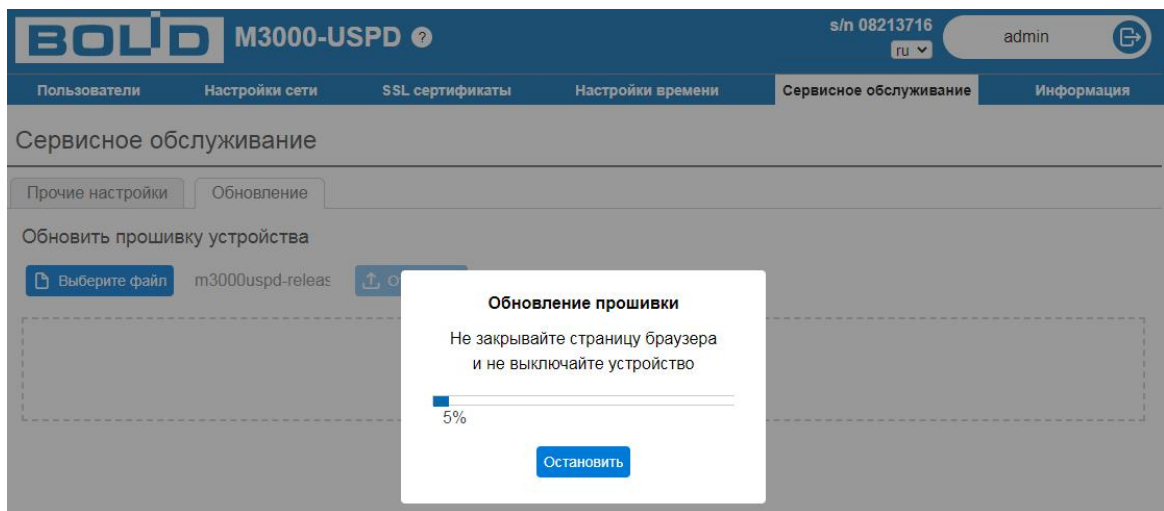 BOLID M3000-USPD ?
s/n 08213716
ru
admin
Пользователи Настройки сети SSL сертификаты Настройки времени Сервисное обслуживание Информация
Сервисное обслуживание
Прочие настройки Обновление
Обновить прошивку устройства
Выберите файл m3000uspd-releas
Обновление прошивки
Не закрывайте страницу браузера
и не выключайте устройство
5%
Остановить